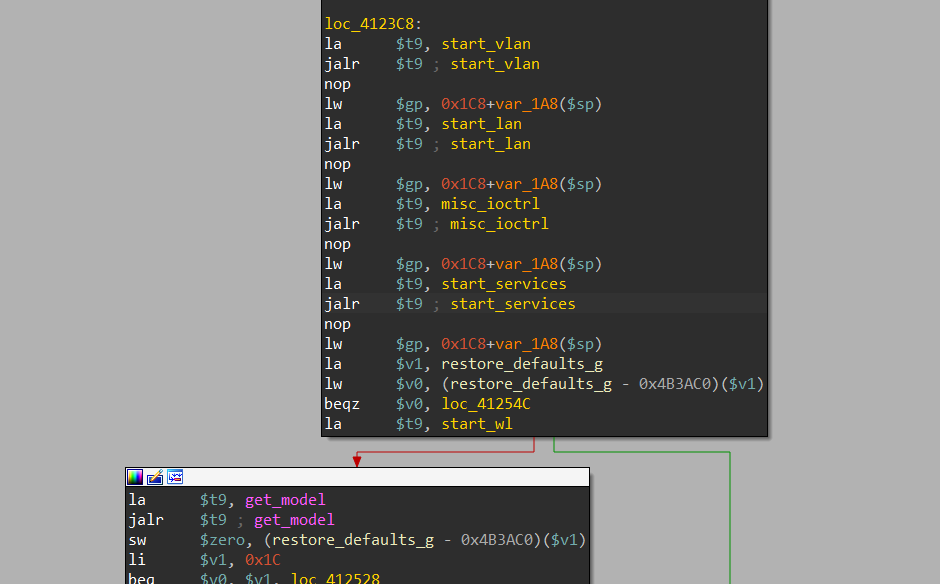 loc_4123C8:
la $t9, start_vlan
jalr $t9 ; start_vlan
nop
lw $gp, 0x1C8+var_1A8($sp)
la $t9, start_lan
jalr $t9 ; start_lan
nop
lw $gp, 0x1C8+var_1A8($sp)
la $t9, misc_ioctrl
jalr $t9 ; misc_ioctrl
nop
lw $gp, 0x1C8+var_1A8($sp)
la $t9, start_services
jalr $t9 ; start_services
nop
lw $gp, 0x1C8+var_1A8($sp)
la $v1, restore_defaults_g
lw $v0, (restore_defaults_g - 0x4B3AC0)($v1)
beqz $v0, loc_41254C
la $t9, start_wl
la $t9, get_model
jalr $t9 ; get_model
sw $zero, (restore_defaults_g - 0x4B3AC0)($v1)
li $v1, 0x1C
beq $v0, $v1, loc_412528